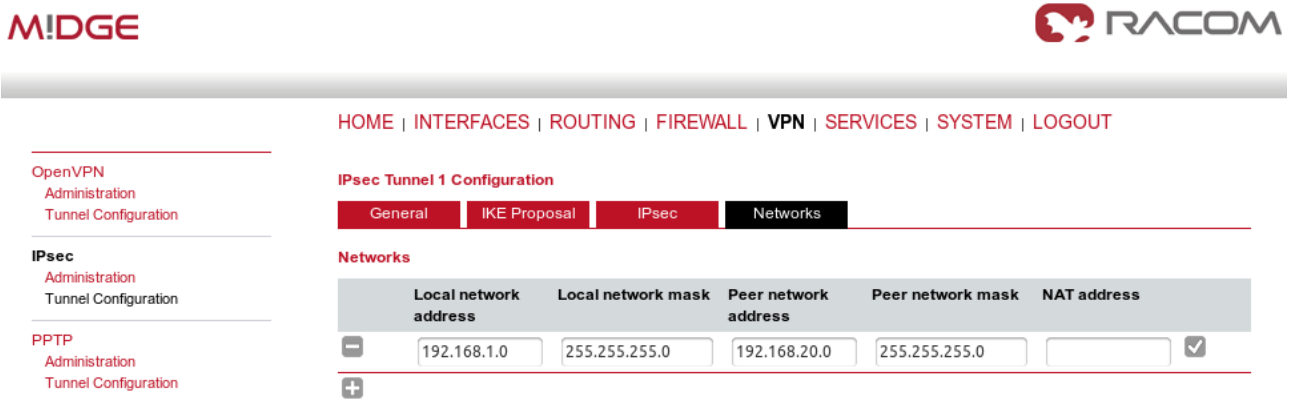 M!DGE
RACOM
HOME | INTERFACES | ROUTING | FIREWALL | VPN | SERVICES | SYSTEM | LOGOUT
OpenVPN
Administration
Tunnel Configuration
IPsec
Administration
Tunnel Configuration
PPTP
Administration
Tunnel Configuration
IPsec Tunnel 1 Configuration
General IKE Proposal IPsec Networks
Networks
Local network address Local network mask Peer network address Peer network mask NAT address
192.168.1.0 255.255.255.0 192.168.20.0 255.255.255.0